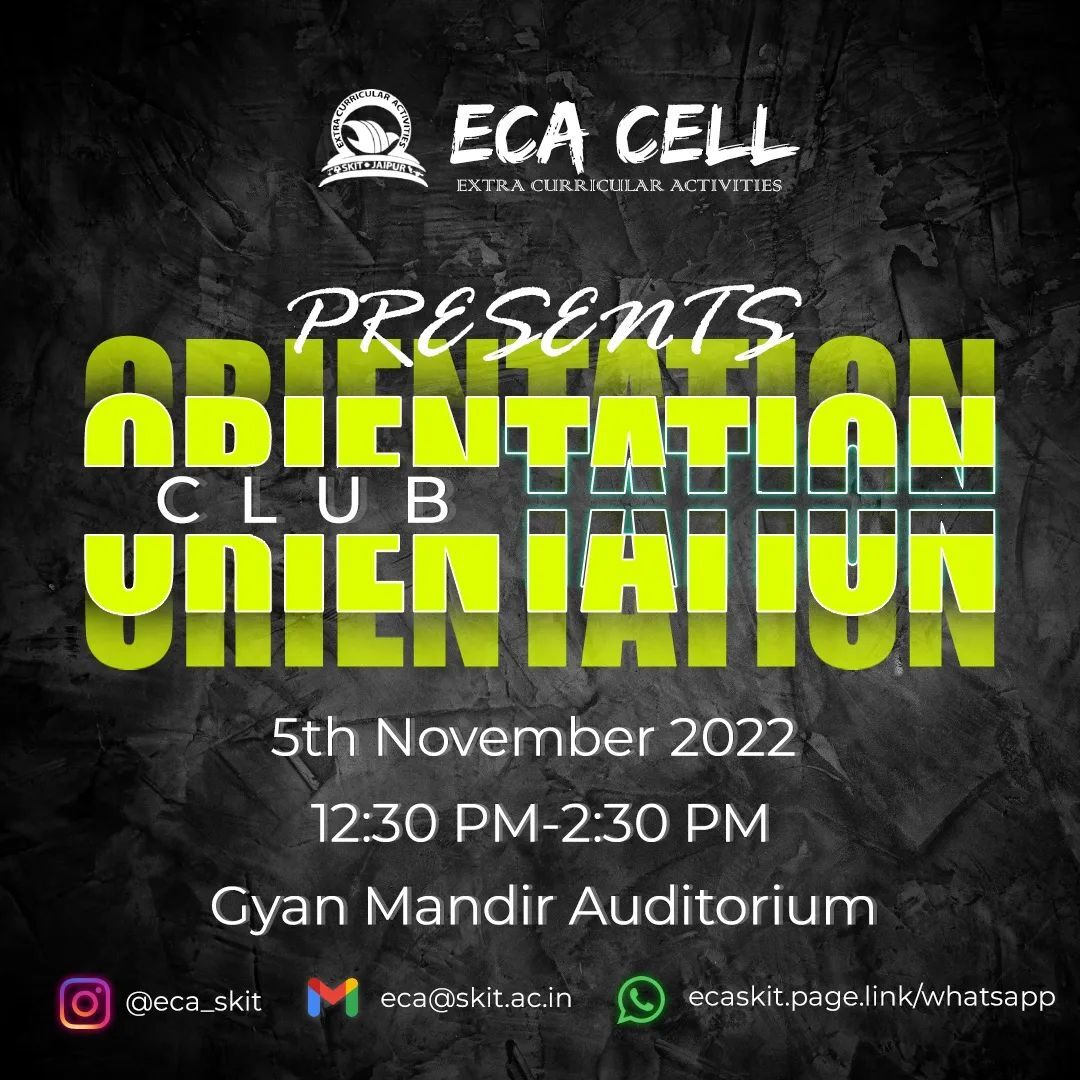 EXTRA CURRICULAR ACTIVITIES
SKIT • JAIPUR
ECA CELL
EXTRA CURRICULAR ACTIVITIES
PRESENTS
ORIENTATION
CLUB
ORIENTATION
5th November 2022
12:30 PM-2:30 PM
Gyan Mandir Auditorium
@eca_skit
eca@skit.ac.in
ecaskit.page.link/whatsapp